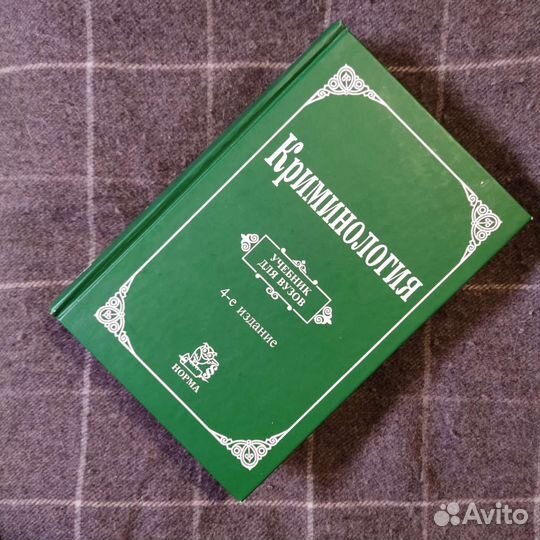 Криминология
УЧЕБНИК
ДЛЯ ВУЗОВ
4-е издание
НОРМА
Avito